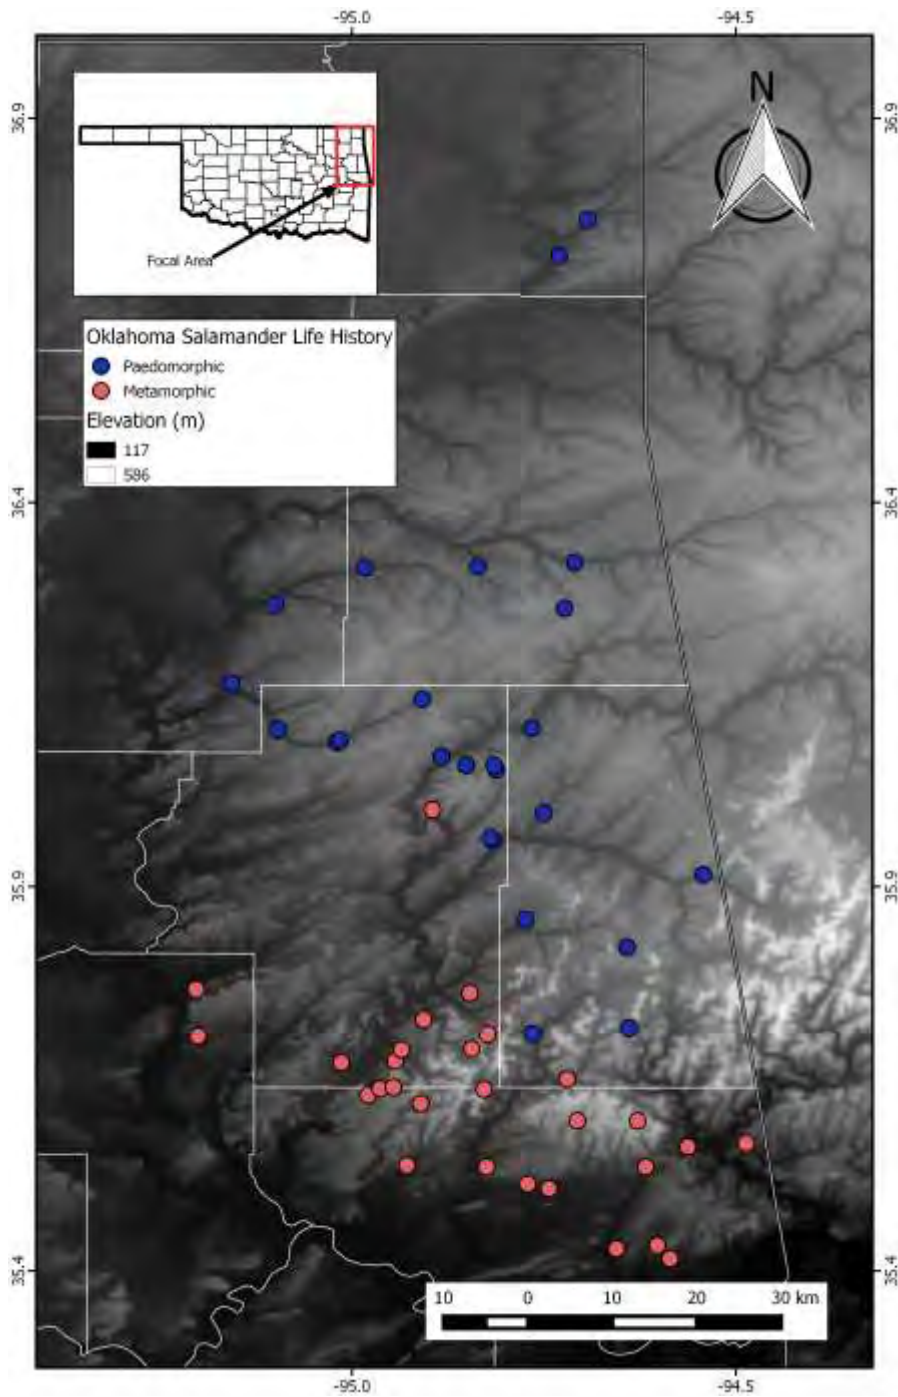 -95.0 -94.5
36.9 36.9
N
Focal Area
Oklahoma Salamander Life History
Paedomorphic
Metamorphic
Elevation (m)
117
586
36.4 36.4
35.9 35.9
35.4 35.4
10 0 10 20 30 km
-95.0 -94.5